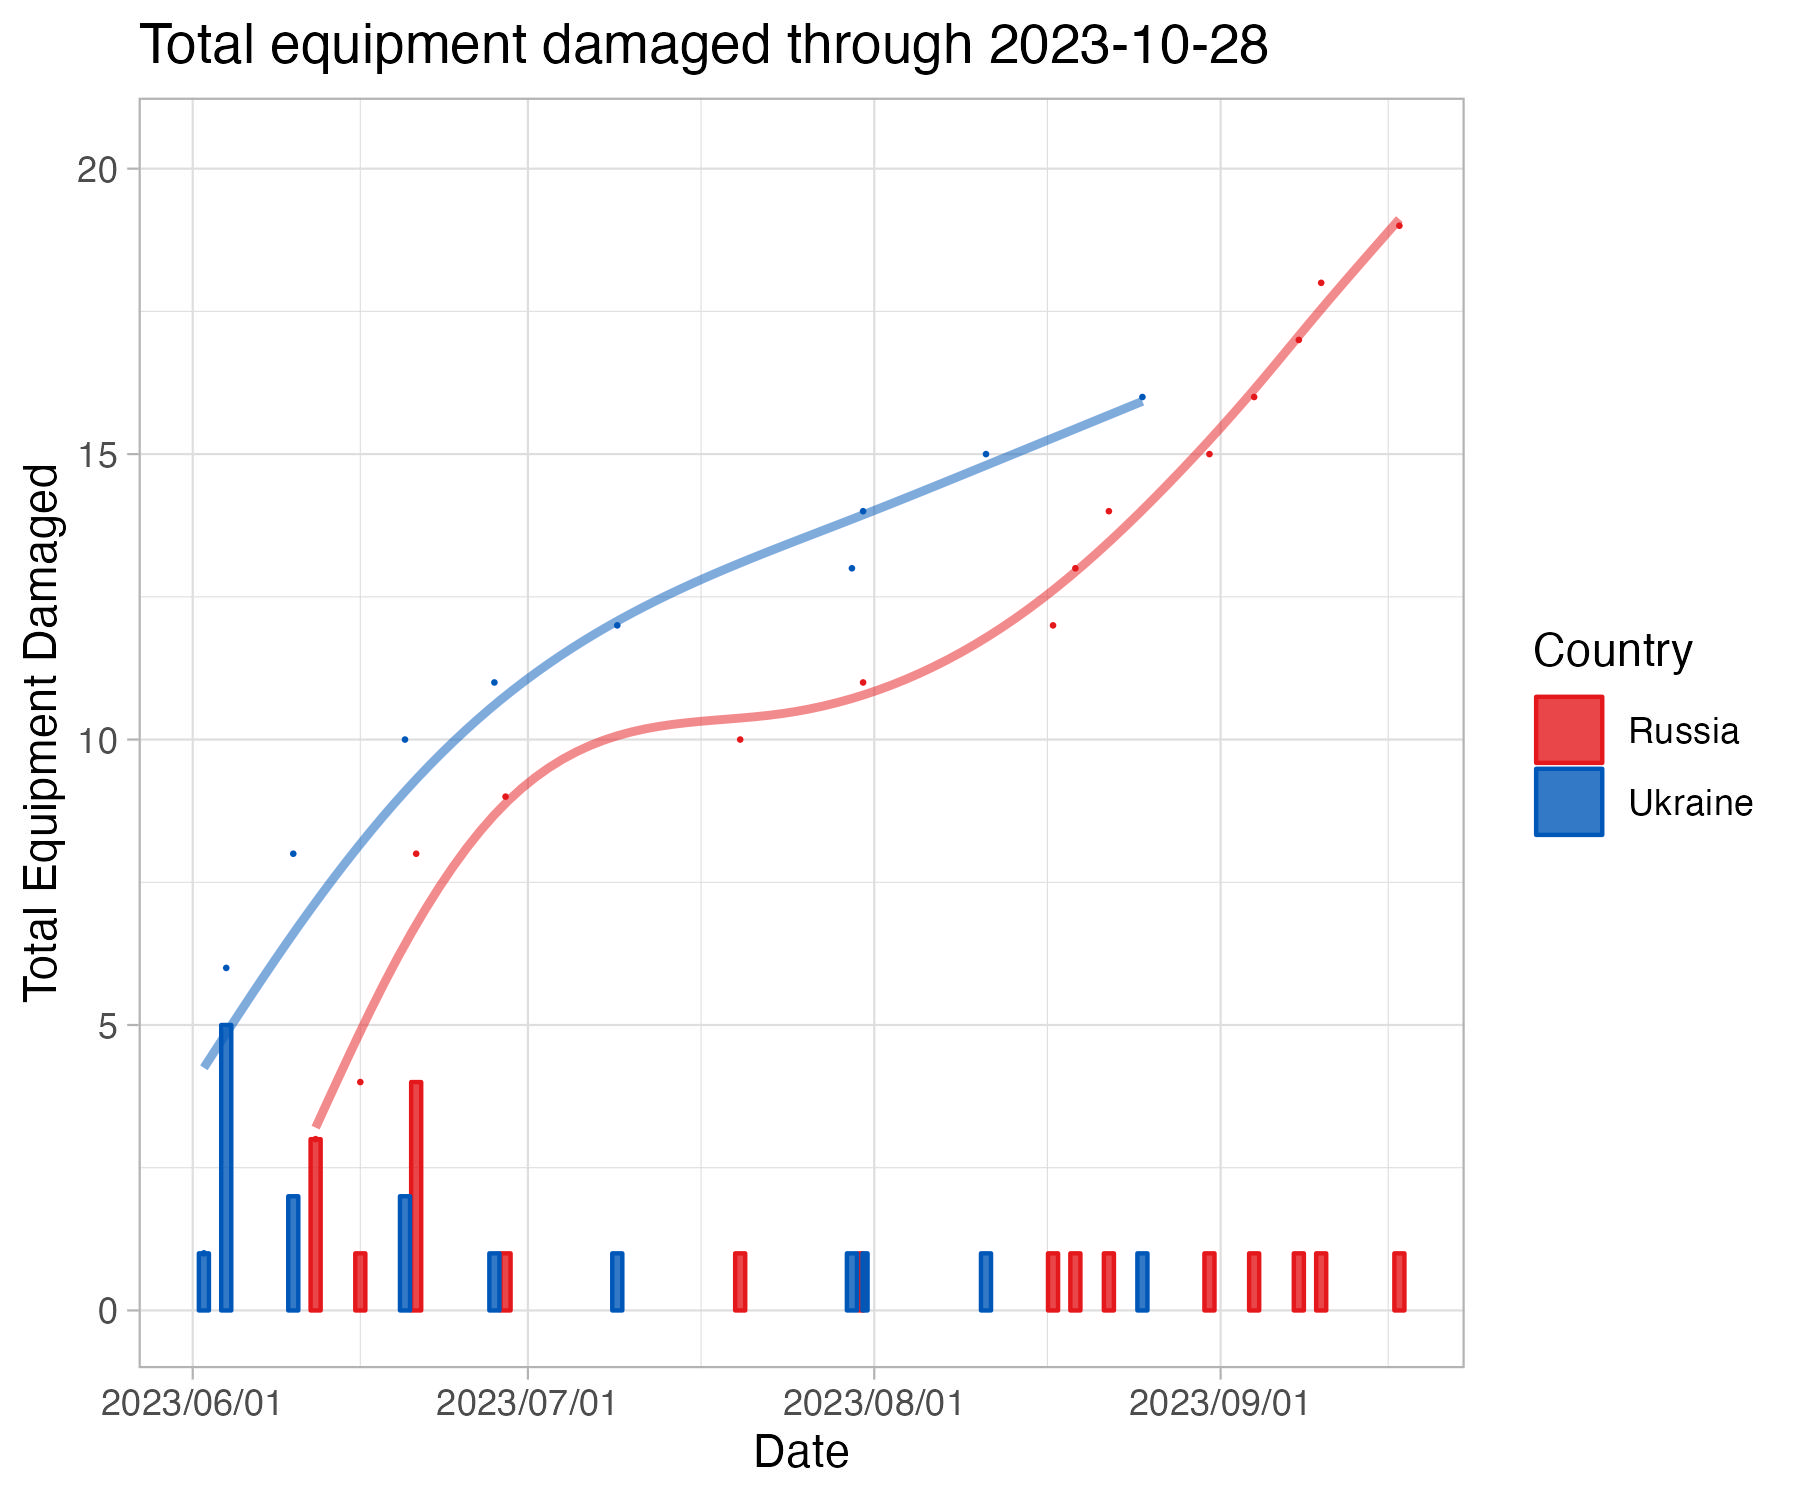 Total equipment damaged through 2023-10-28
Total Equipment Damaged
20
15
10
5
0
2023/06/01 2023/07/01 2023/08/01 2023/09/01
Date
Country
Russia
Ukraine